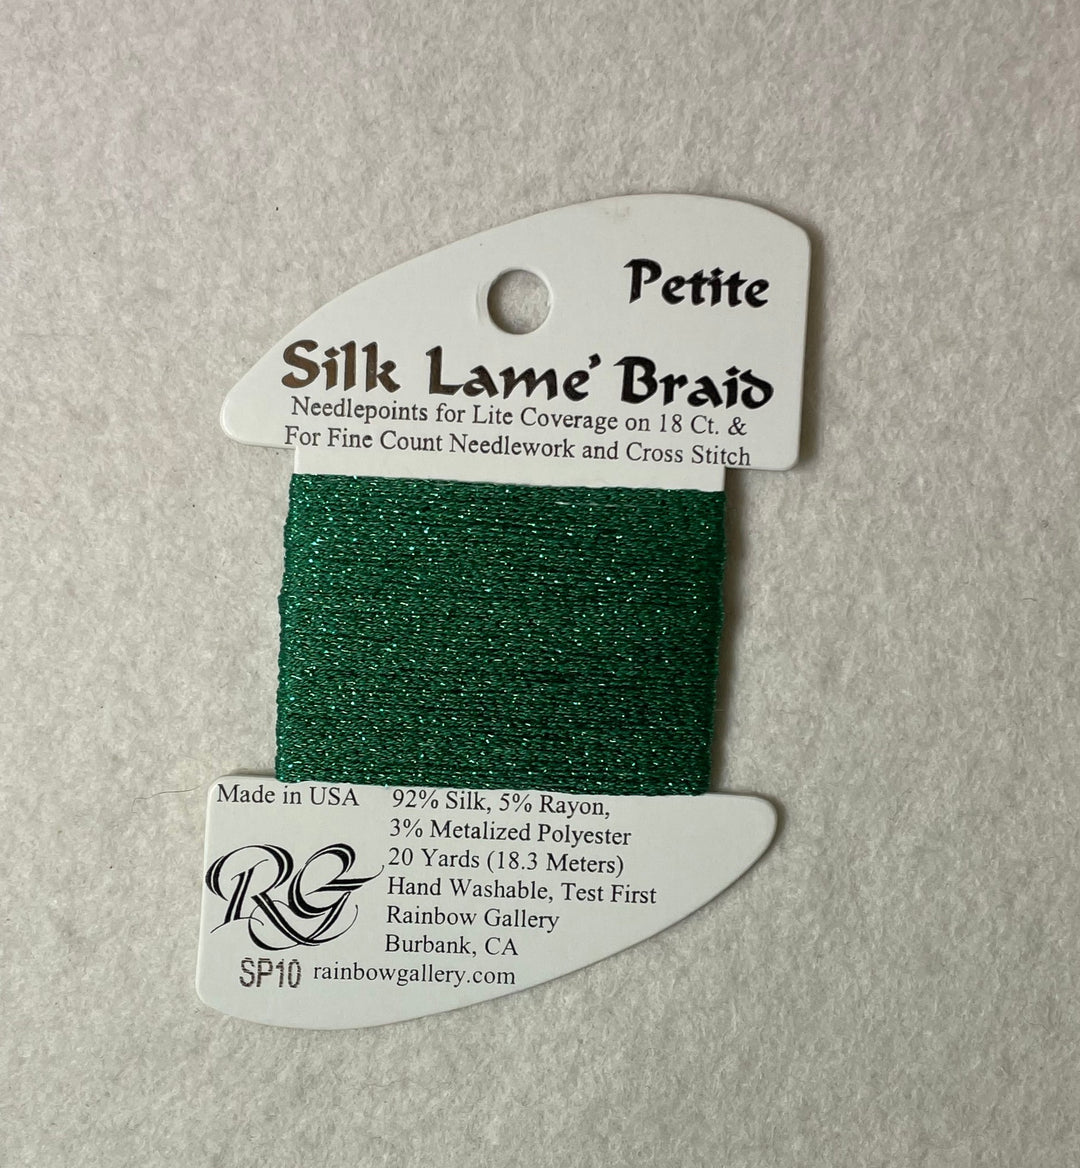 Petite
Silk Lame' Braid
Needlepoints for Lite Coverage on 18 Ct. &
For Fine Count Needlework and Cross Stitch
Made in USA
92% Silk, 5% Rayon,
3% Metalized Polyester
20 Yards (18.3 Meters)
Hand Washable, Test First
Rainbow Gallery
Burbank, CA
RG
SP10 rainbowgallery.com